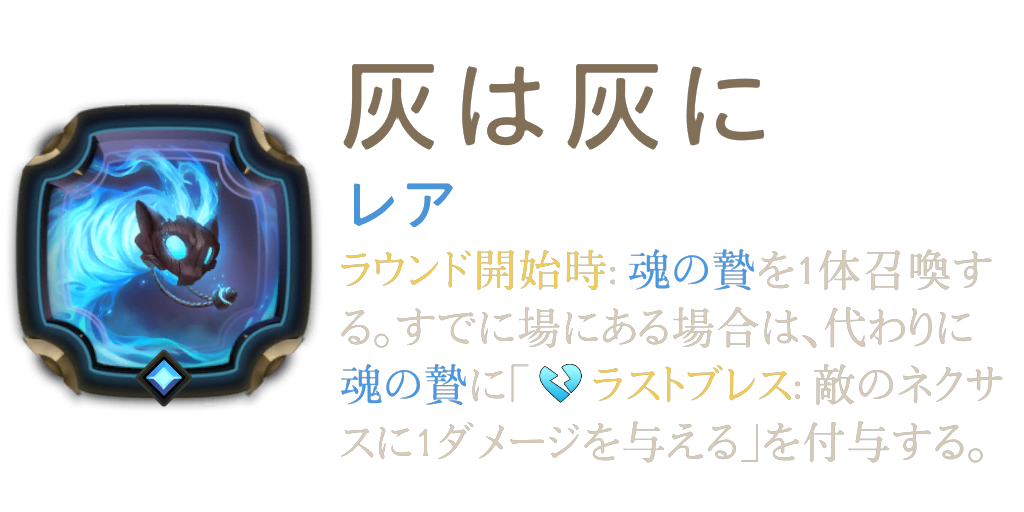 灰は灰に
レア
ラウンド開始時: 魂の贄を1体召喚す
る。すでに場にある場合は、代わりに
魂の贄に「ラストブレス: 敵のネクサ
スに1ダメージを与える」を付与する。